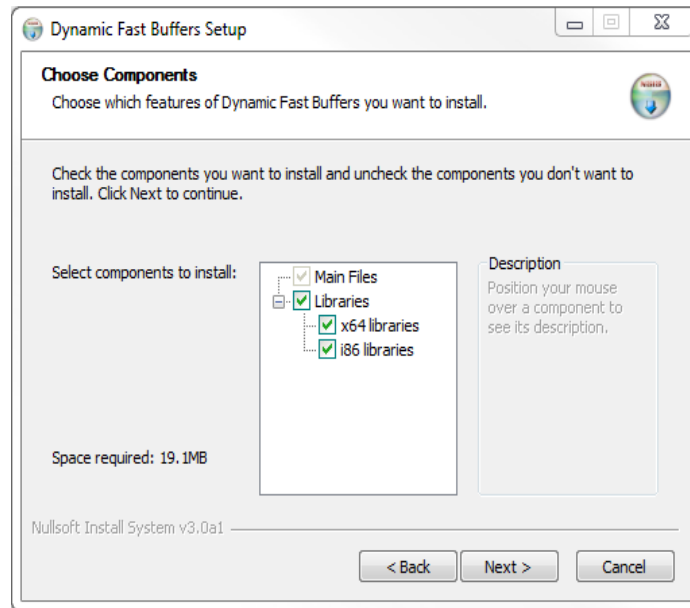 Dynamic Fast Buffers Setup
Choose Components
Choose which features of Dynamic Fast Buffers you want to install.
Check the components you want to install and uncheck the components you don't want to
install. Click Next to continue.
Select components to install:
Main Files
Libraries
x64 libraries
i86 libraries
Description
Position your mouse
over a component to
see its description.
Space required: 19.1MB
Nullsoft Install System v3.0a1
< Back
Next >
Cancel